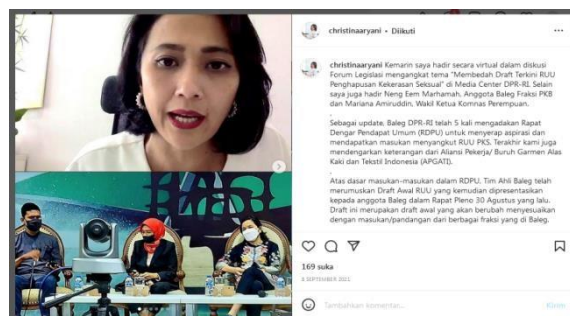 christinaaryani • Diikuti
christinaaryani Kemarin saya hadir secara virtual dalam diskusi
Forum Legislasi mengangkat tema "Membedah Draft Terkini RUU
Penghapusan Kekerasan Seksual" di Media Center DPR-RI. Selain
saya juga hadir Neng Eem Marhamah, Anggota Baleg Fraksi PKB
dan Mariana Amiruddin, Wakil Ketua Komnas Perempuan.
.
Sebagai update, Baleg DPR-RI telah 5 kali mengadakan Rapat
Dengar Pendapat Umum (RDPU) untuk menyerap aspirasi dan
mendapatkan masukan menyangkut RUU PKS. Terakhir kami juga
mendengarkan keterangan dari Aliansi Pekerja/ Buruh Garmen Alas
Kaki dan Tekstil Indonesia (APGATI).
.
Atas dasar masukan-masukan dalam RDPU, Tim Ahli Baleg telah
merumuskan Draft Awal RUU yang kemudian dipresentasikan
kepada anggota Baleg dalam Rapat Pleno 30 Agustus yang lalu.
Draft ini merupakan draft awal yang akan berubah menyesuaikan
dengan masukan/pandangan dari berbagai fraksi yang di Baleg.
169 suka
8 SEPTEMBER 2021
Tambahkan komentar...
Kirim